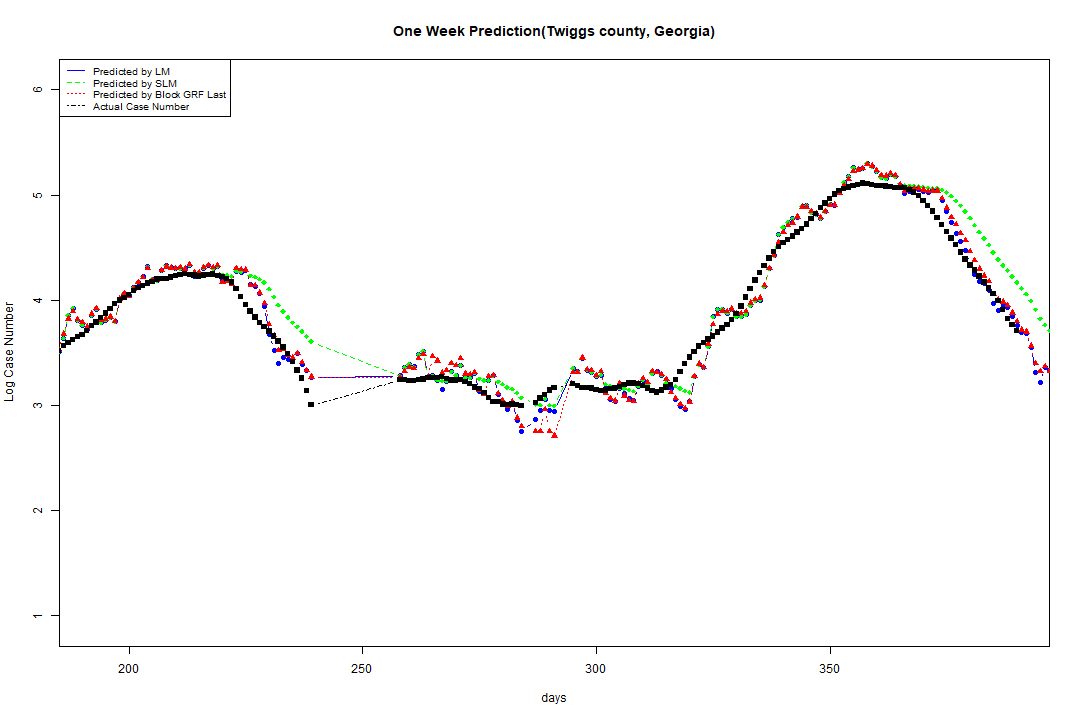 One Week Prediction(Twiggs county, Georgia)
Predicted by LM
Predicted by SLM
Predicted by Block GRF Last
Actual Case Number
6
5
4
3
2
1
Log Case Number
200
250
300
350
days